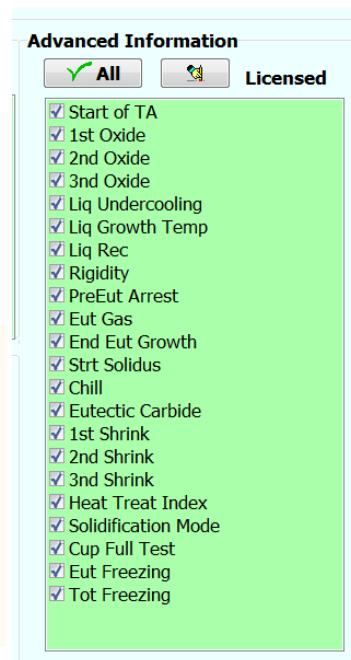 Advanced Information
All
Licensed
Start of TA
1st Oxide
2nd Oxide
3nd Oxide
Liq Undercooling
Liq Growth Temp
Liq Rec
Rigidity
PreEut Arrest
Eut Gas
End Eut Growth
Strt Solidus
Chill
Eutectic Carbide
1st Shrink
2nd Shrink
3nd Shrink
Heat Treat Index
Solidification Mode
Cup Full Test
Eut Freezing
Tot Freezing